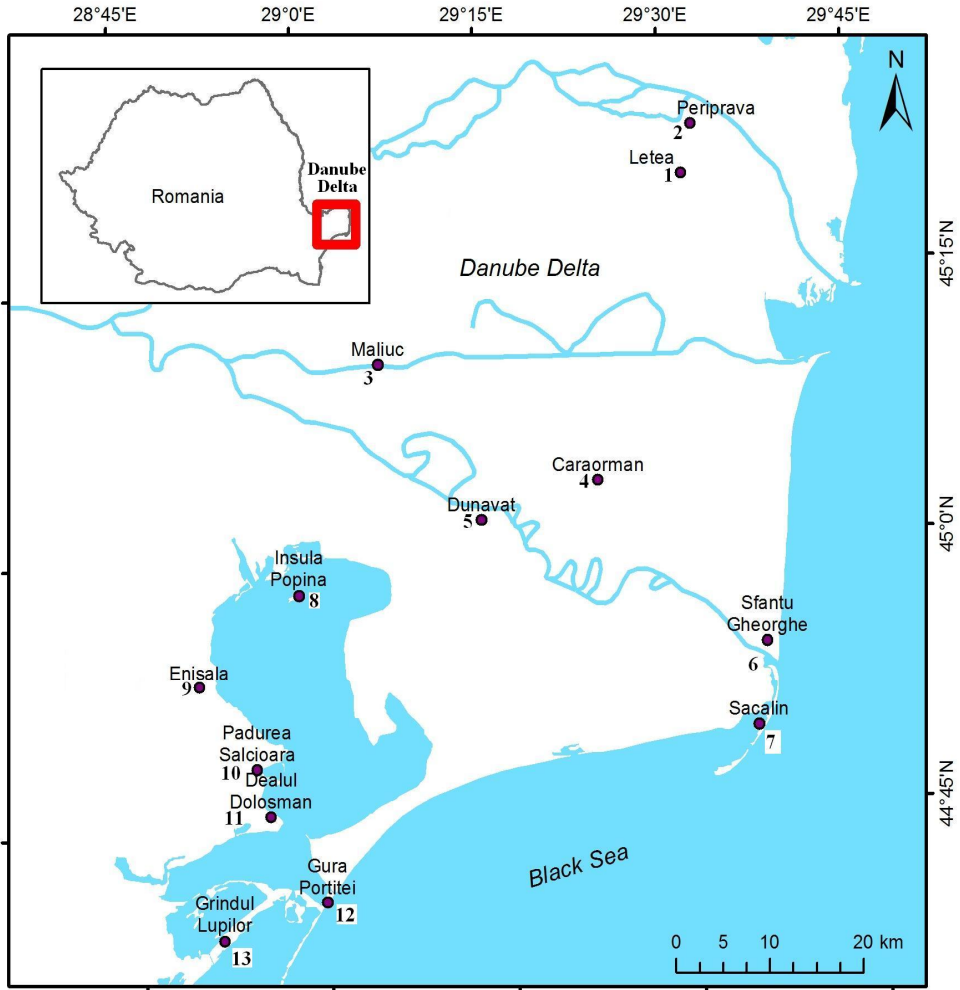 28°45'E
29°0'E
29°15'E
29°30'E
29°45'E
N
Periprava
2
Letea
1
Danube
Delta
Romania
Danube Delta
45°15'N
Maliuc
3
Caraorman
4
Dunavat
5
45°0'N
Insula
Popina
8
Sfantu
Gheorghe
6
Enisala
9
Sacalin
7
Padurea
Salcioara
10
Dealul
Dolosman
11
44°45'N
Black Sea
Gura
Portitei
12
Grindul
Lupilor
13
0 5 10 20 km